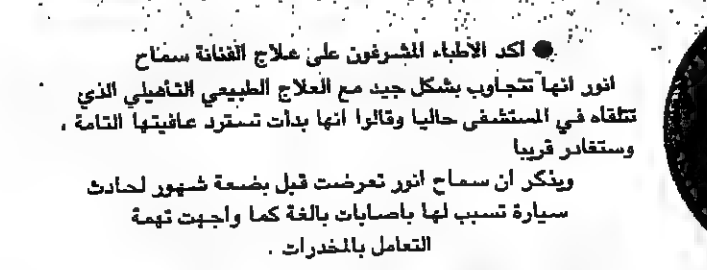 ● اكد الأطباء المشرفون على علاج الفنانة سماح
انور انها تتجاوب بشكل جيد مع العلاج الطبيعي التأهيلي الذي
تتلقاه في المستشفى حاليا وقالوا انها بدأت تسترد عافيتها التامة ،
وستغادر قريبا
ويذكر ان سماح انور تعرضت قبل بضعة شهور لحادث
سيارة تسبب لها باصابات بالغة كما واجهت تهمة
التعامل بالمخدرات .